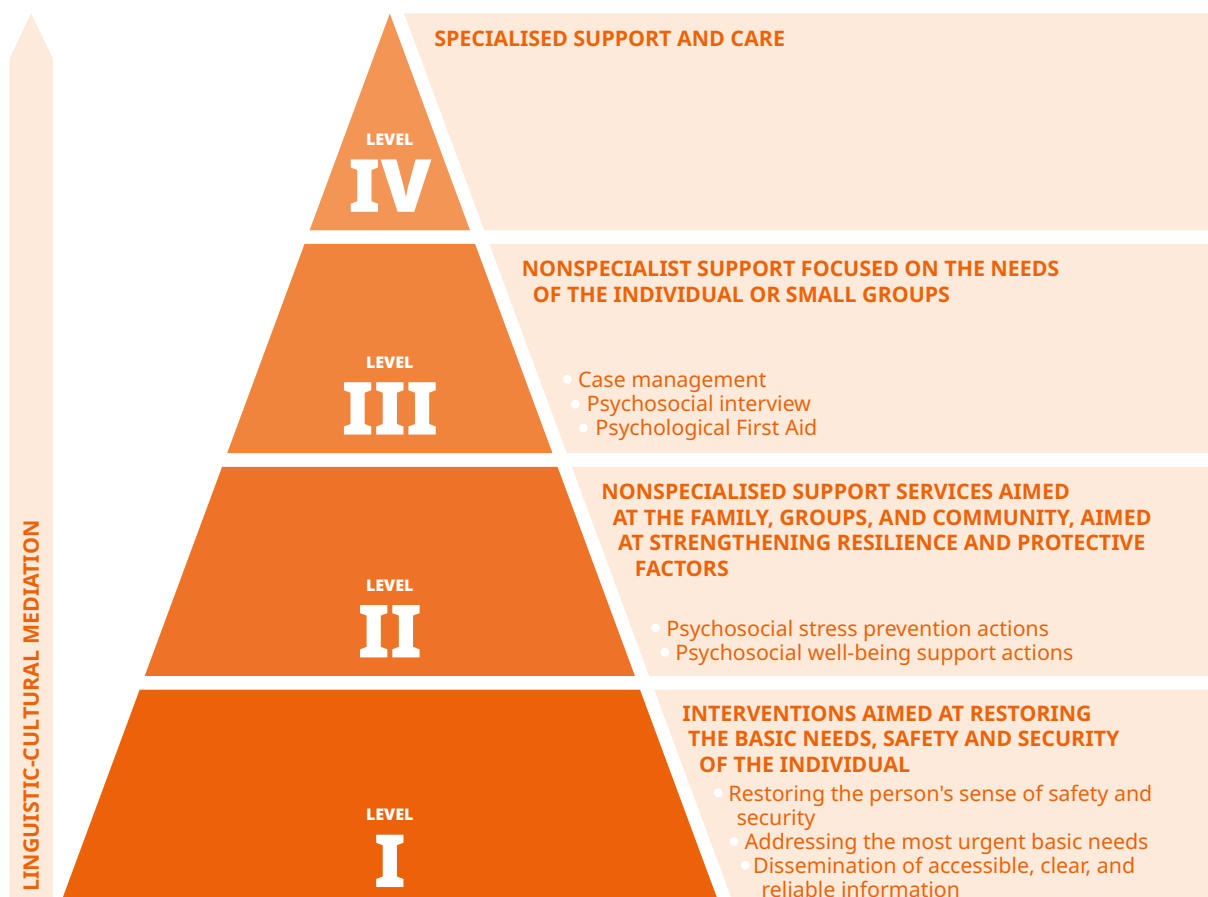 SPECIALISED SUPPORT AND CARE
LEVEL
IV
NONSPECIALIST SUPPORT FOCUSED ON THE NEEDS
OF THE INDIVIDUAL OR SMALL GROUPS
LEVEL
III
• Case management
• Psychosocial interview
• Psychological First Aid
NONSPECIALISED SUPPORT SERVICES AIMED
AT THE FAMILY, GROUPS, AND COMMUNITY, AIMED
AT STRENGTHENING RESILIENCE AND PROTECTIVE
FACTORS
LEVEL
II
• Psychosocial stress prevention actions
• Psychosocial well-being support actions
INTERVENTIONS AIMED AT RESTORING
THE BASIC NEEDS, SAFETY AND SECURITY
OF THE INDIVIDUAL
LEVEL
I
• Restoring the person's sense of safety and
security
• Addressing the most urgent basic needs
• Dissemination of accessible, clear, and
reliable information
LINGUISTIC-CULTURAL MEDIATION